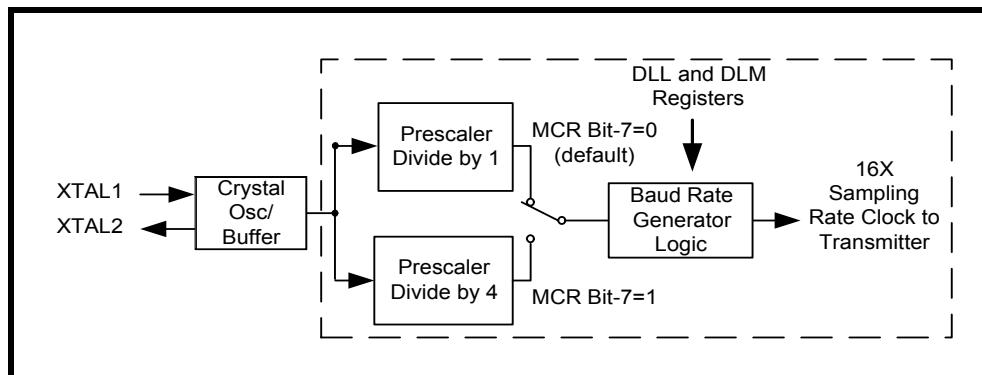 DLL and DLM
Registers
Prescaler
Divide by 1
MCR Bit-7=0
(default)
XTAL1
XTAL2
Crystal
Osc/
Buffer
Baud Rate
Generator
Logic
16X
Sampling
Rate Clock to
Transmitter
Prescaler
Divide by 4
MCR Bit-7=1